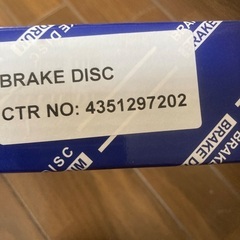 BRAKE DISC
CTR NO: 4351297202
BRAKE D
DISC